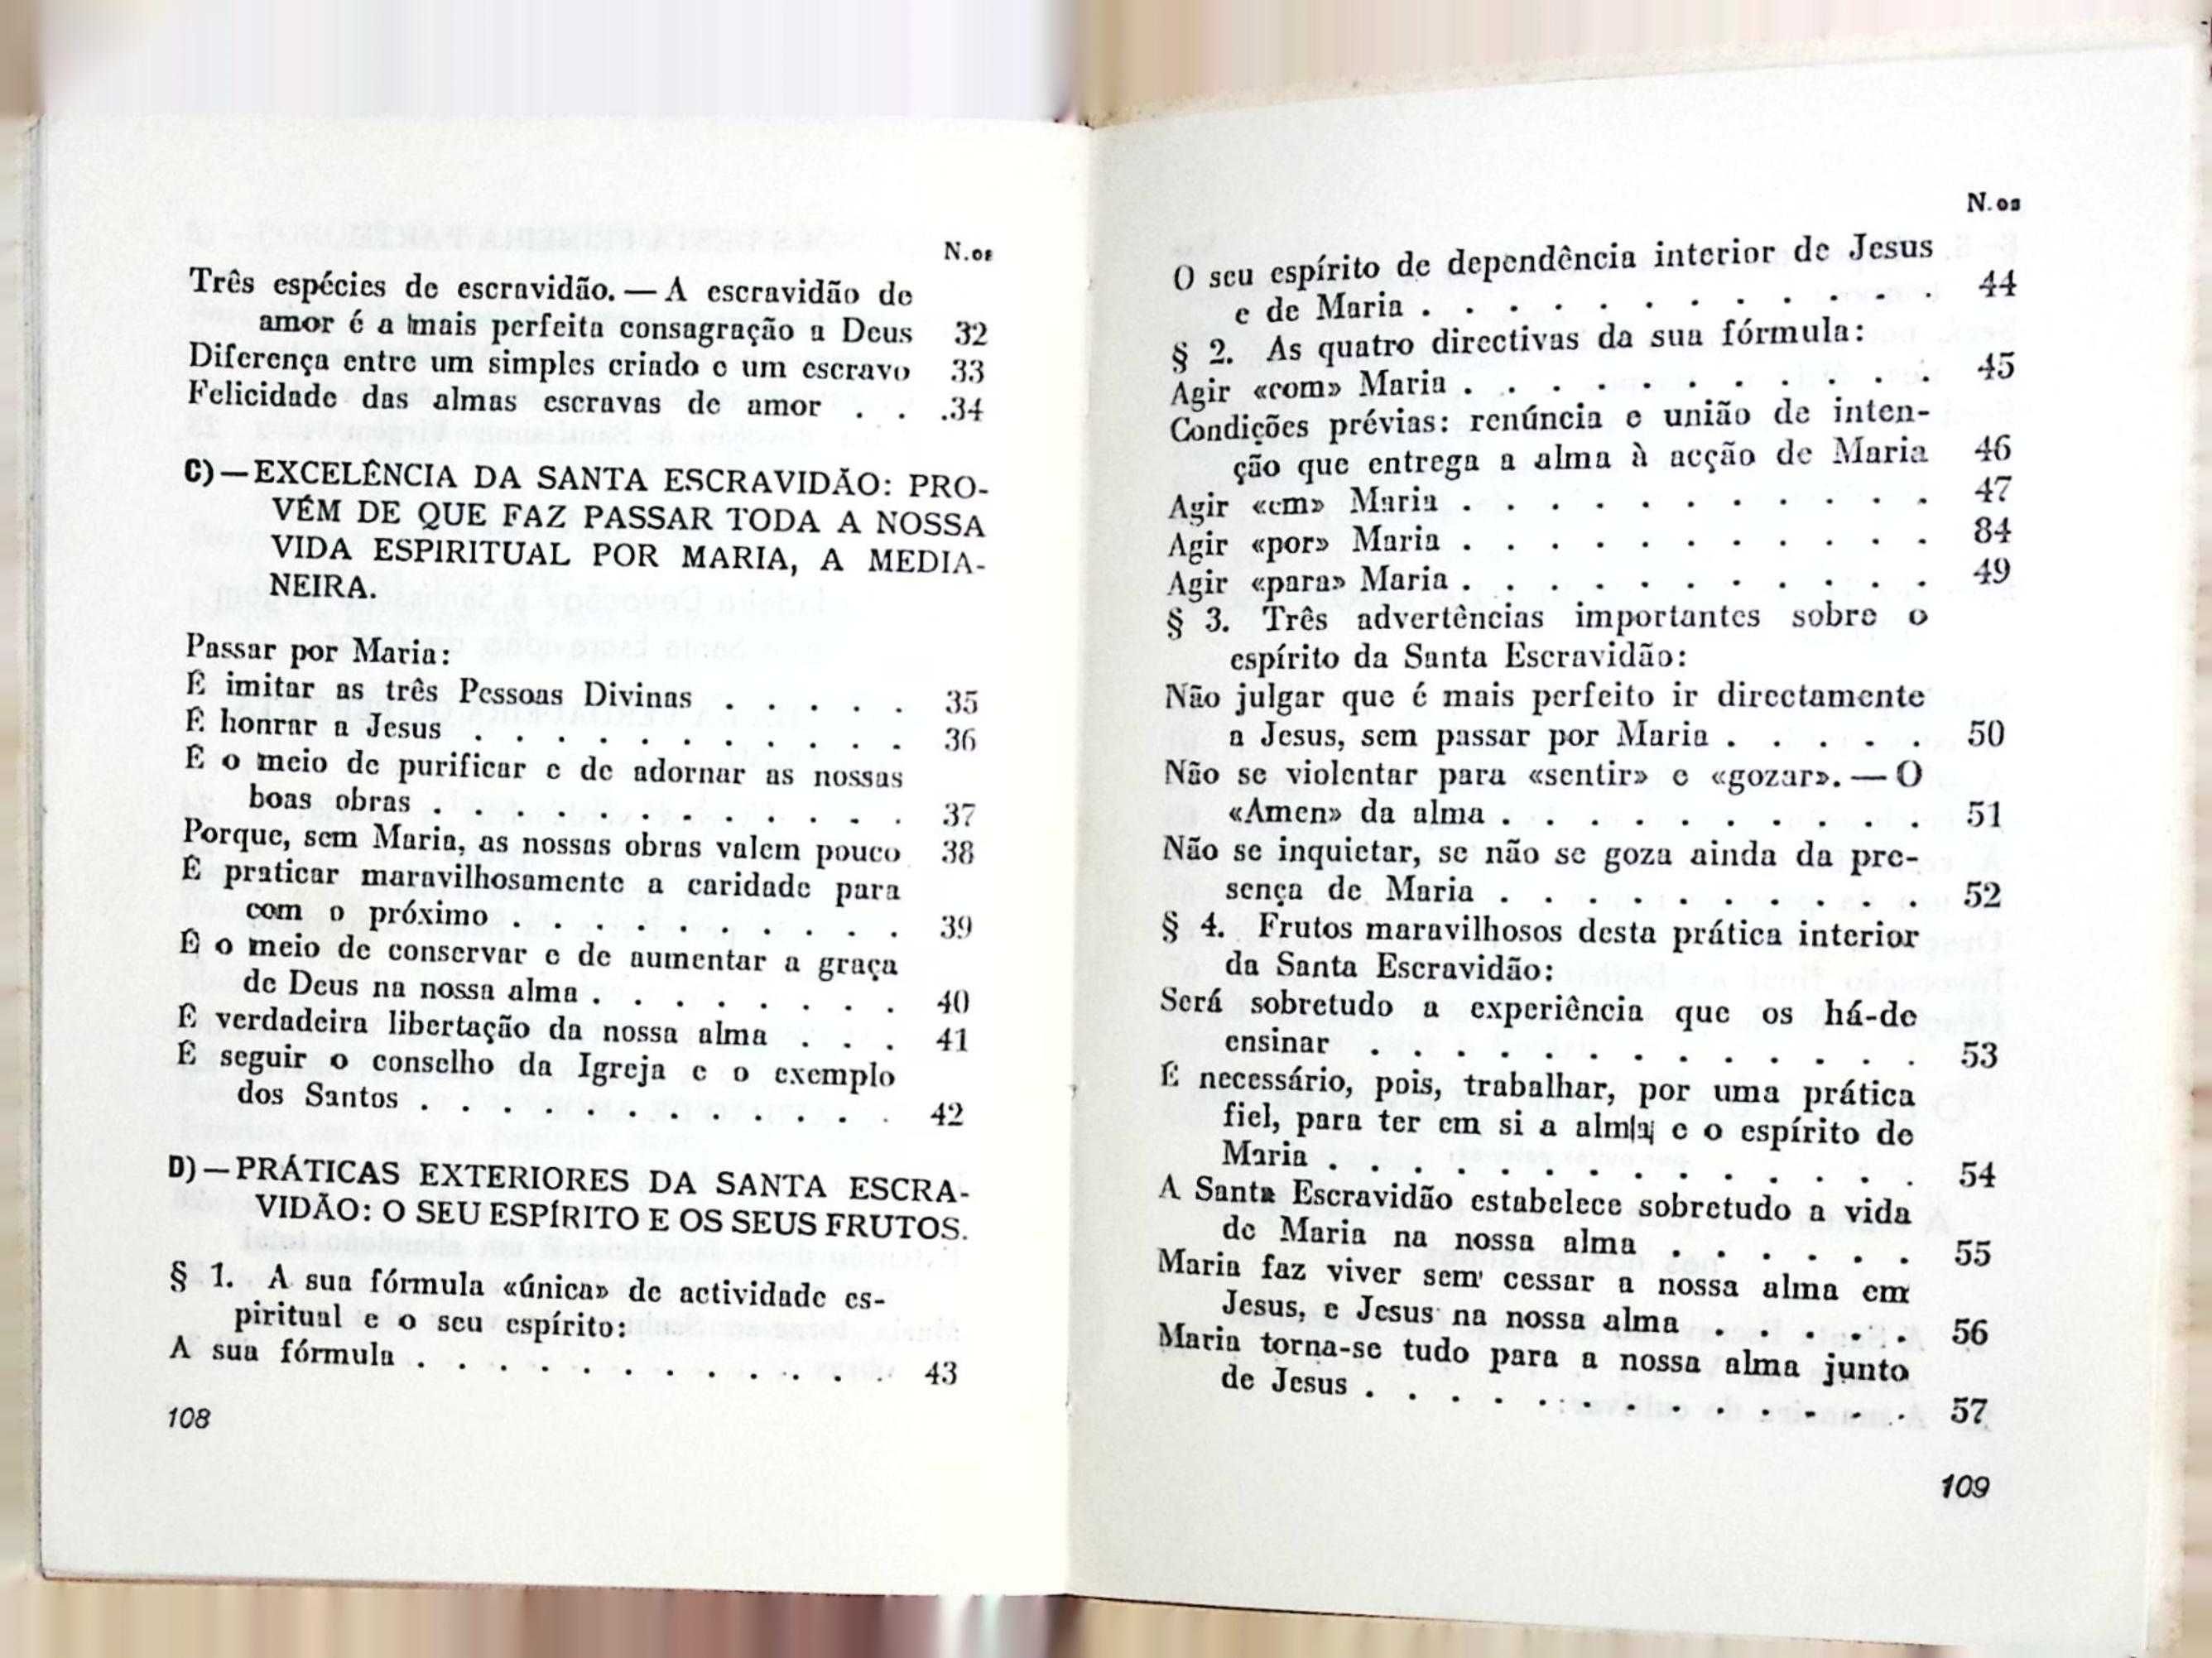 N.os
Três espécies de escravidão. — A escravidão de
amor é a mais perfeita consagração a Deus 32
Diferença entre um simples criado e um escravo 33
Felicidade das almas escravas de amor . . .34
C) — EXCELÊNCIA DA SANTA ESCRAVIDÃO: PRO-
VÉM DE QUE FAZ PASSAR TODA A NOSSA
VIDA ESPIRITUAL POR MARIA, A MEDIA-
NEIRA.
Passar por Maria:
É imitar as três Pessoas Divinas . . . . . 35
É honrar a Jesus . . . . . . . . . . . 36
É o meio de purificar e de adornar as nossas
boas obras . . . . . . . . . . . . 37
Porque, sem Maria, as nossas obras valem pouco 38
É praticar maravilhosamente a caridade para
com o próximo . . . . . . . . . . 39
É o meio de conservar e de aumentar a graça
de Deus na nossa alma . . . . . . . . 40
É verdadeira libertação da nossa alma . . . 41
É seguir o conselho da Igreja e o exemplo
dos Santos . . . . . . . . . . . . 42
D) — PRÁTICAS EXTERIORES DA SANTA ESCRA-
VIDÃO: O SEU ESPÍRITO E OS SEUS FRUTOS.
§ 1. A sua fórmula «única» de actividade es-
piritual e o seu espírito:
A sua fórmula . . . . . . . . . . . . 43
108
N.os
O seu espírito de dependência interior de Jesus
e de Maria . . . . . . . . . . . . 44
§ 2. As quatro directivas da sua fórmula:
Agir «com» Maria . . . . . . . . . . . 45
Condições prévias: renúncia e união de inten-
ção que entrega a alma à acção de Maria 46
Agir «em» Maria . . . . . . . . . . . 47
Agir «por» Maria . . . . . . . . . . . 84
Agir «para» Maria . . . . . . . . . . . 49
§ 3. Três advertências importantes sobre o
espírito da Santa Escravidão:
Não julgar que é mais perfeito ir directamente
a Jesus, sem passar por Maria . . . . . 50
Não se violentar para «sentir» e «gozar». — O
«Amen» da alma . . . . . . . . . . 51
Não se inquietar, se não se goza ainda da pre-
sença de Maria . . . . . . . . . . 52
§ 4. Frutos maravilhosos desta prática interior
da Santa Escravidão:
Será sobretudo a experiência que os há-de
ensinar . . . . . . . . . . . . . 53
É necessário, pois, trabalhar, por uma prática
fiel, para ter em si a alma e o espírito de
Maria . . . . . . . . . . . . . . 54
A Santa Escravidão estabelece sobretudo a vida
de Maria na nossa alma . . . . . . 55
Maria faz viver sem cessar a nossa alma em
Jesus, e Jesus na nossa alma . . . . . 56
Maria torna-se tudo para a nossa alma junto
de Jesus . . . . . . . . . . . . . 57
109